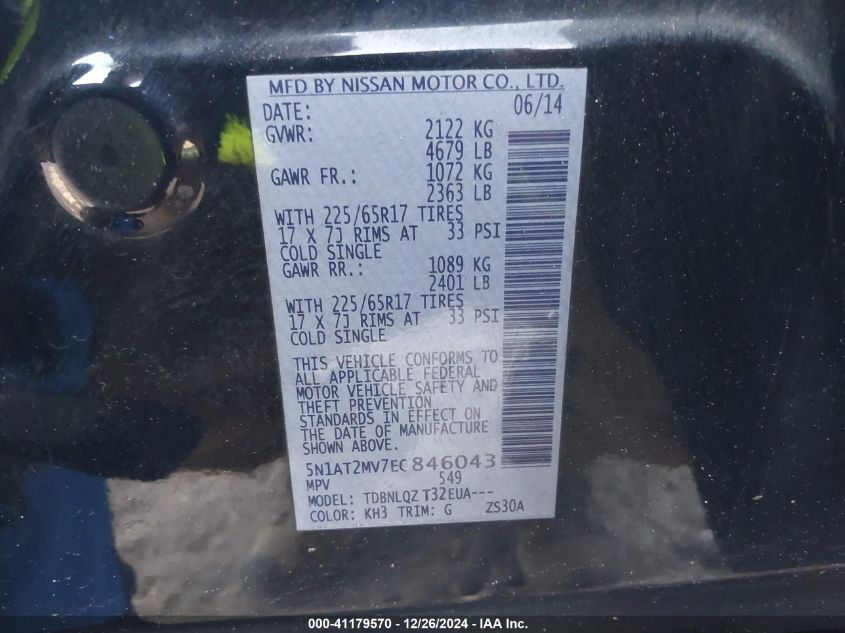 MFD BY NISSAN MOTOR CO., LTD.
DATE: 06/14
GVWR: 2122 KG
4679 LB
GAWR FR.: 1072 KG
2363 LB
WITH 225/65R17 TIRES
17 X 7J RIMS AT 33 PSI
COLD SINGLE
GAWR RR.: 1089 KG
2401 LB
WITH 225/65R17 TIRES
17 X 7J RIMS AT 33 PSI
COLD SINGLE
THIS VEHICLE CONFORMS TO
ALL APPLICABLE FEDERAL
MOTOR VEHICLE SAFETY AND
THEFT PREVENTION
STANDARDS IN EFFECT ON
THE DATE OF MANUFACTURE
SHOWN ABOVE.
5N1AT2MV7EC846043
MPV 549
MODEL: TDBNLQZ T32EUA---
COLOR: KH3 TRIM: G ZS30A
000-41179570 - 12/26/2024 - IAA Inc.